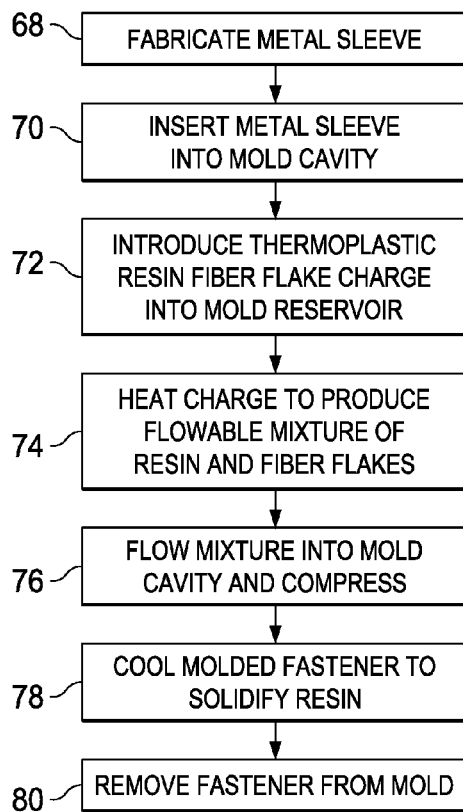 68
FABRICATE METAL SLEEVE
70
INSERT METAL SLEEVE
INTO MOLD CAVITY
72
INTRODUCE THERMOPLASTIC
RESIN FIBER FLAKE CHARGE
INTO MOLD RESERVOIR
74
HEAT CHARGE TO PRODUCE
FLOWABLE MIXTURE OF
RESIN AND FIBER FLAKES
76
FLOW MIXTURE INTO MOLD
CAVITY AND COMPRESS
78
COOL MOLDED FASTENER TO
SOLIDIFY RESIN
80
REMOVE FASTENER FROM MOLD